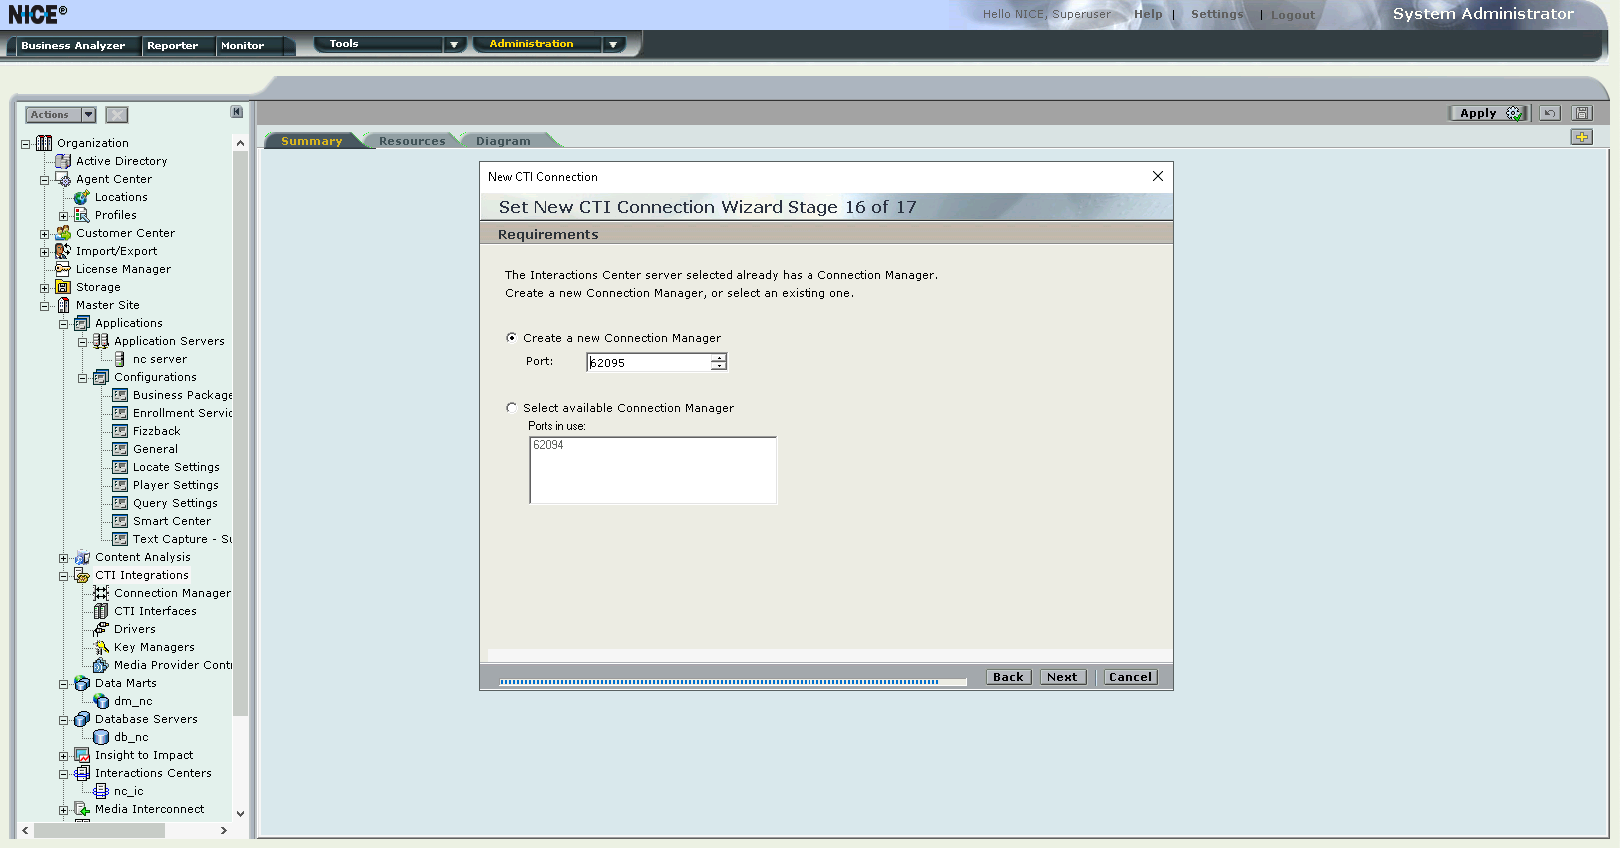 NICE®
Hello NICE, Superuser
Help | Settings | Logout
System Administrator
Business Analyzer
Reporter
Monitor
Tools
Administration
Actions
Apply
Organization
Active Directory
Agent Center
Locations
Profiles
Customer Center
Import/Export
License Manager
Storage
Master Site
Applications
Application Servers
nc server
Configurations
Business Package
Enrollment Servic
Fizzback
General
Locate Settings
Player Settings
Query Settings
Smart Center
Text Capture - Su
Content Analysis
CTI Integrations
Connection Manager
CTI Interfaces
Drivers
Key Managers
Media Provider Contr
Data Marts
dm_nc
Database Servers
db_nc
Insight to Impact
Interactions Centers
nc_ic
Media Interconnect
Summary
Resources
Diagram
New CTI Connection
Set New CTI Connection Wizard Stage 16 of 17
Requirements
The Interactions Center server selected already has a Connection Manager.
Create a new Connection Manager, or select an existing one.
Create a new Connection Manager
Port: 62095
Select available Connection Manager
Ports in use:
62094
Back
Next
Cancel